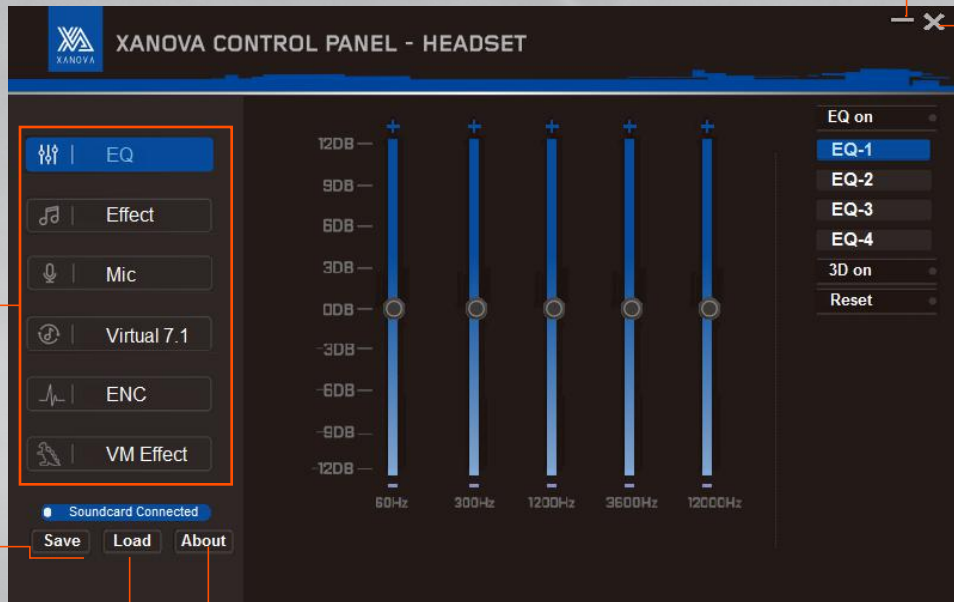 XANOVA
XANOVA CONTROL PANEL - HEADSET
EQ
Effect
Mic
Virtual 7.1
ENC
VM Effect
Soundcard Connected
Save Load About
12DB
9DB
6DB
3DB
0DB
-3DB
-6DB
-9DB
-12DB
60Hz 300Hz 1200Hz 3600Hz 12000Hz
EQ on
EQ-1
EQ-2
EQ-3
EQ-4
3D on
Reset